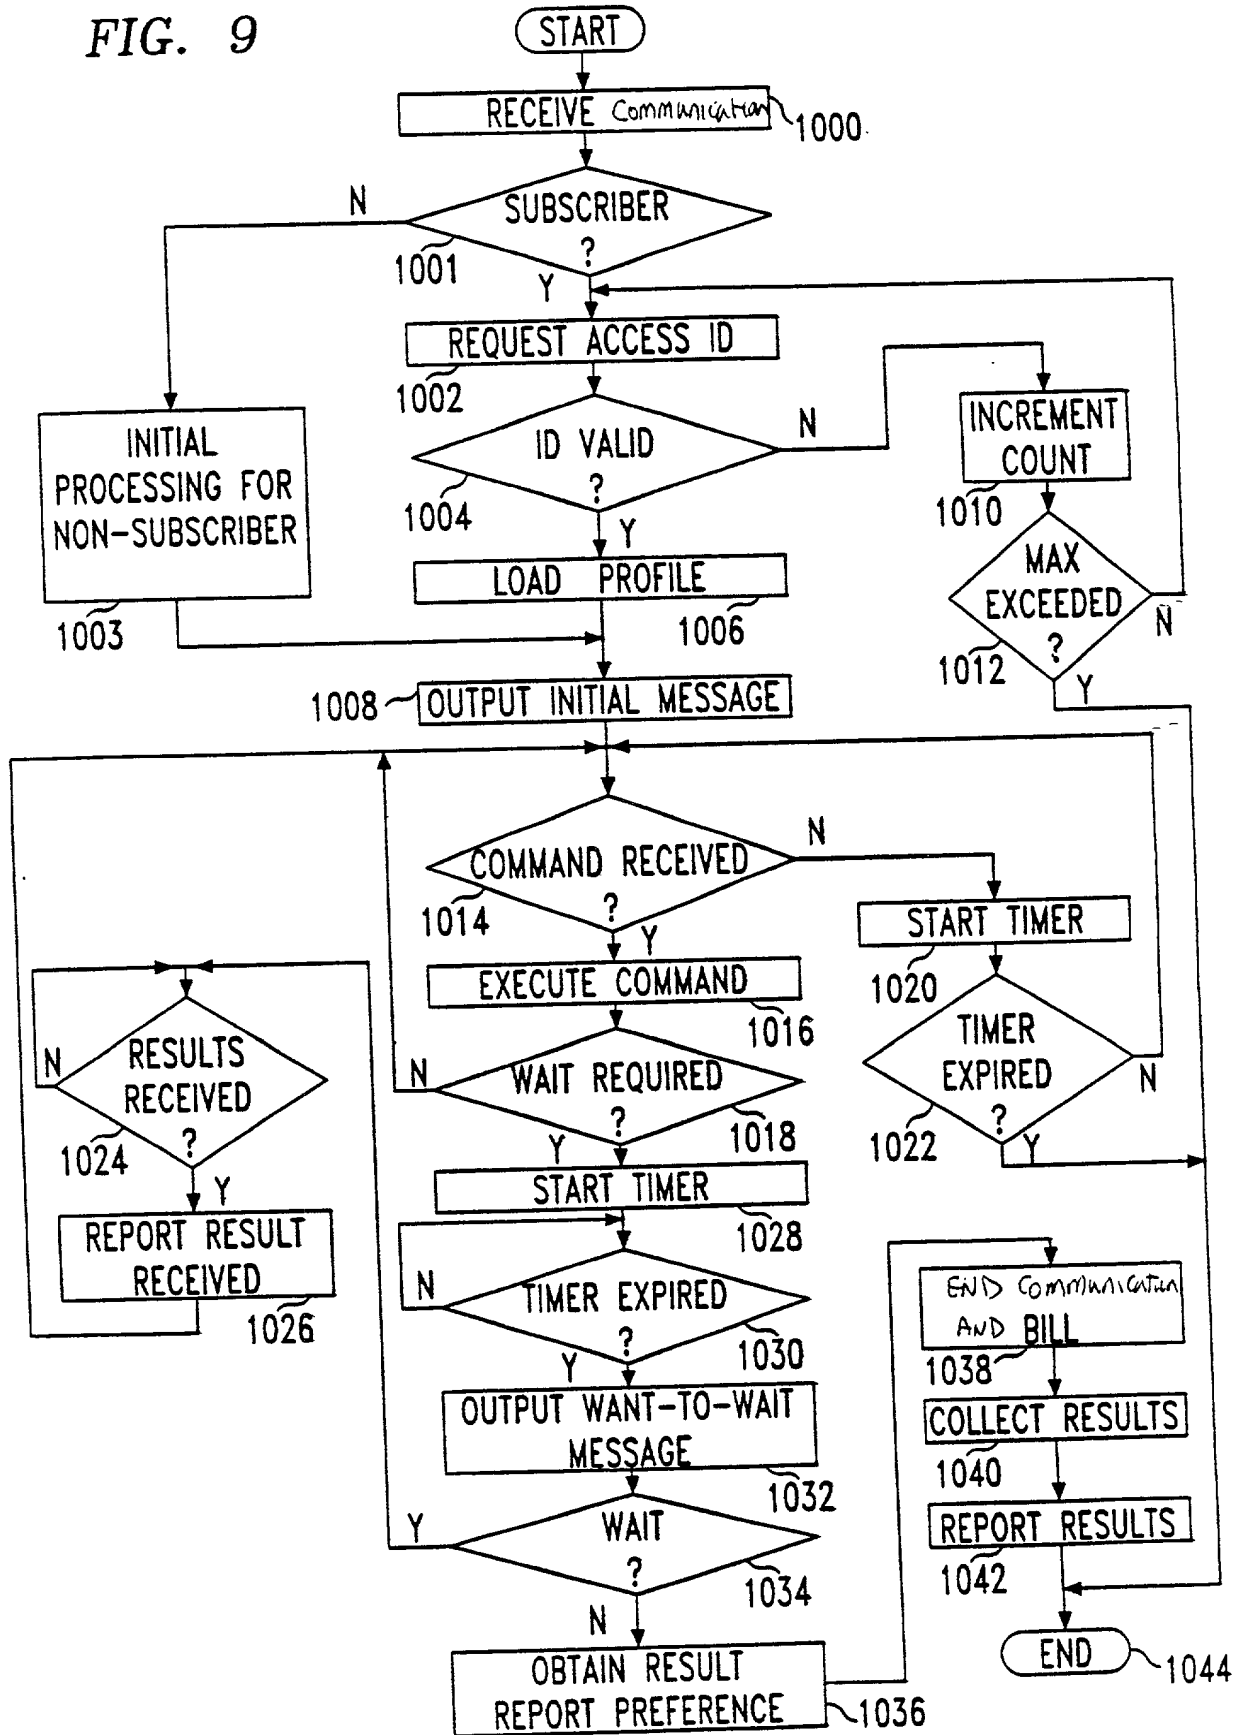 FIG. 9
START
RECEIVE Communication
1000
N
SUBSCRIBER
?
1001
Y
REQUEST ACCESS ID
1002
INITIAL
PROCESSING FOR
NON-SUBSCRIBER
1003
ID VALID
?
1004
N
Y
INCREMENT
COUNT
1010
LOAD PROFILE
1006
MAX
EXCEEDED
?
1012
N
Y
1008
OUTPUT INITIAL MESSAGE
COMMAND RECEIVED
?
1014
N
Y
START TIMER
1020
EXECUTE COMMAND
1016
TIMER
EXPIRED
?
1022
N
Y
RESULTS
RECEIVED
?
1024
N
Y
WAIT REQUIRED
?
1018
N
Y
START TIMER
1028
REPORT RESULT
RECEIVED
1026
TIMER EXPIRED
?
1030
N
Y
END Communication
AND BILL
1038
OUTPUT WANT-TO-WAIT
MESSAGE
1032
COLLECT RESULTS
1040
WAIT
?
1034
Y
N
REPORT RESULTS
1042
OBTAIN RESULT
REPORT PREFERENCE
1036
END
1044